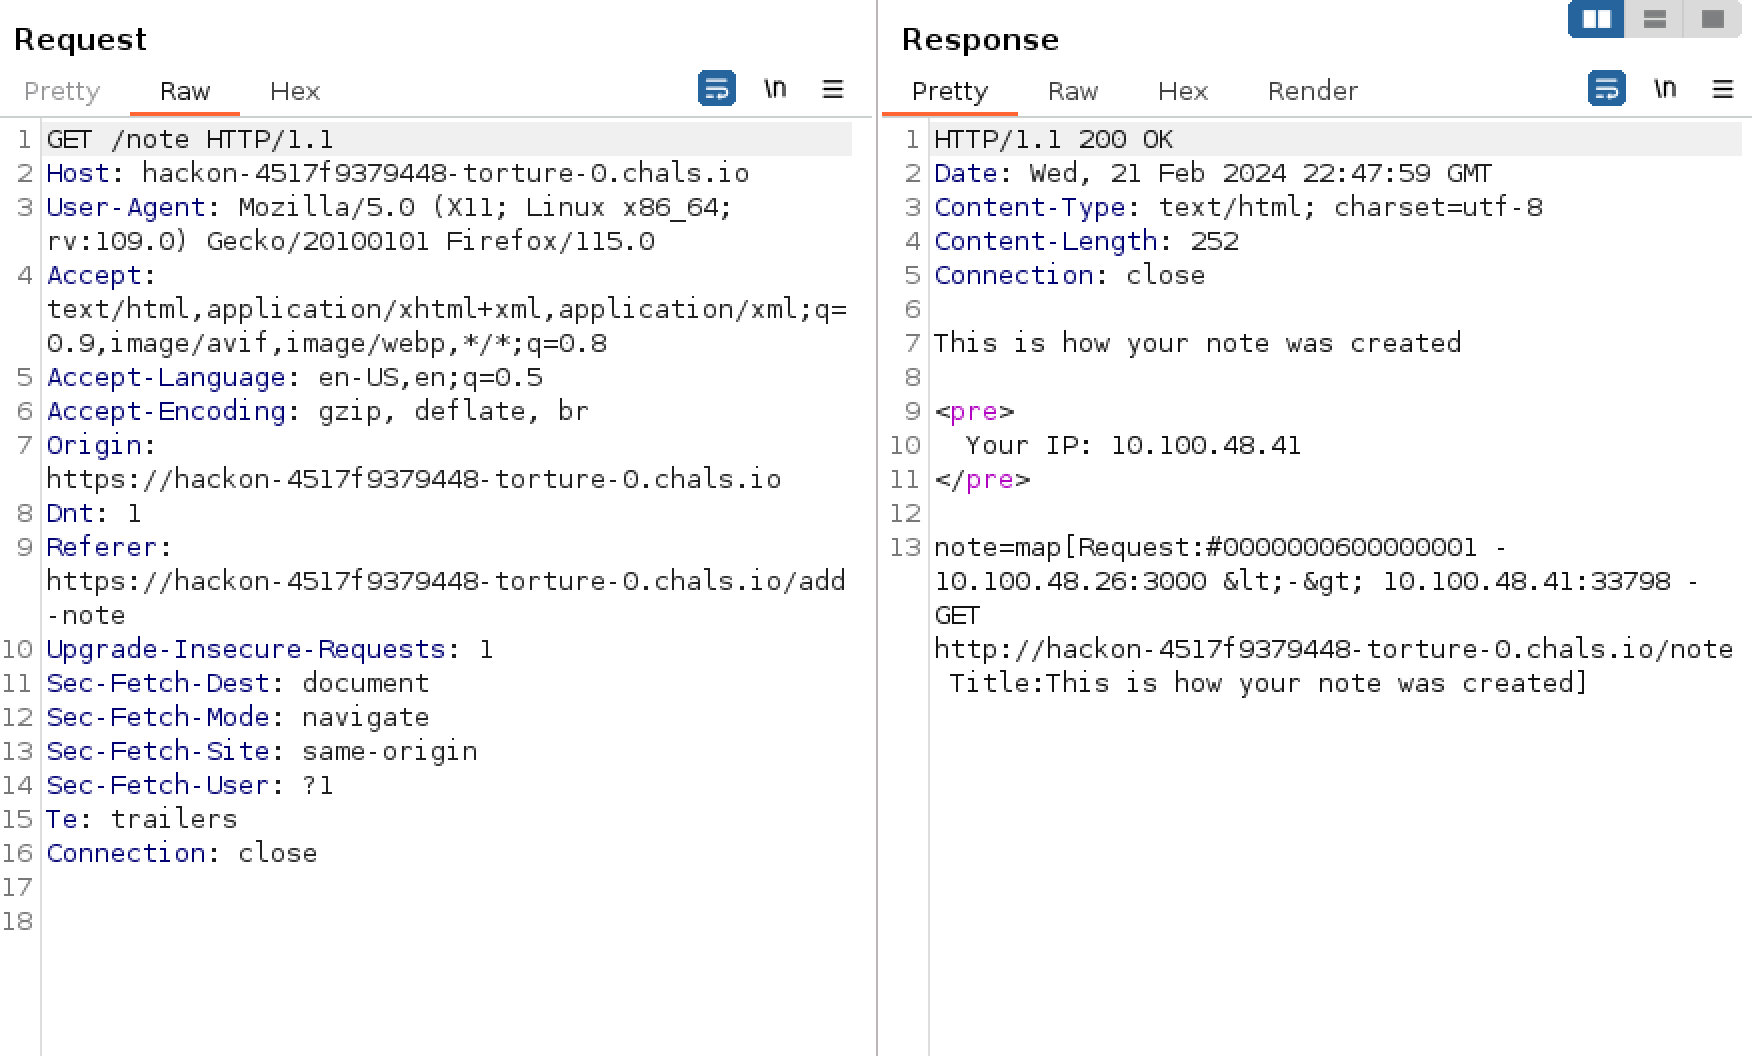 Request
Pretty Raw Hex \n
1 GET /note HTTP/1.1
2 Host: hackon-4517f9379448-torture-0.chals.io
3 User-Agent: Mozilla/5.0 (X11; Linux x86_64;
rv:109.0) Gecko/20100101 Firefox/115.0
4 Accept:
text/html,application/xhtml+xml,application/xml;q=
0.9,image/avif,image/webp,*/*;q=0.8
5 Accept-Language: en-US,en;q=0.5
6 Accept-Encoding: gzip, deflate, br
7 Origin:
https://hackon-4517f9379448-torture-0.chals.io
8 Dnt: 1
9 Referer:
https://hackon-4517f9379448-torture-0.chals.io/add
-note
10 Upgrade-Insecure-Requests: 1
11 Sec-Fetch-Dest: document
12 Sec-Fetch-Mode: navigate
13 Sec-Fetch-Site: same-origin
14 Sec-Fetch-User: ?1
15 Te: trailers
16 Connection: close
17
18
Response
Pretty Raw Hex Render \n
1 HTTP/1.1 200 OK
2 Date: Wed, 21 Feb 2024 22:47:59 GMT
3 Content-Type: text/html; charset=utf-8
4 Content-Length: 252
5 Connection: close
6
7 This is how your note was created
8
9 <pre>
10 Your IP: 10.100.48.41
11 </pre>
12
13 note=map[Request:#0000000600000001 -
10.100.48.26:3000 &lt;-&gt; 10.100.48.41:33798 -
GET
http://hackon-4517f9379448-torture-0.chals.io/note
Title:This is how your note was created]